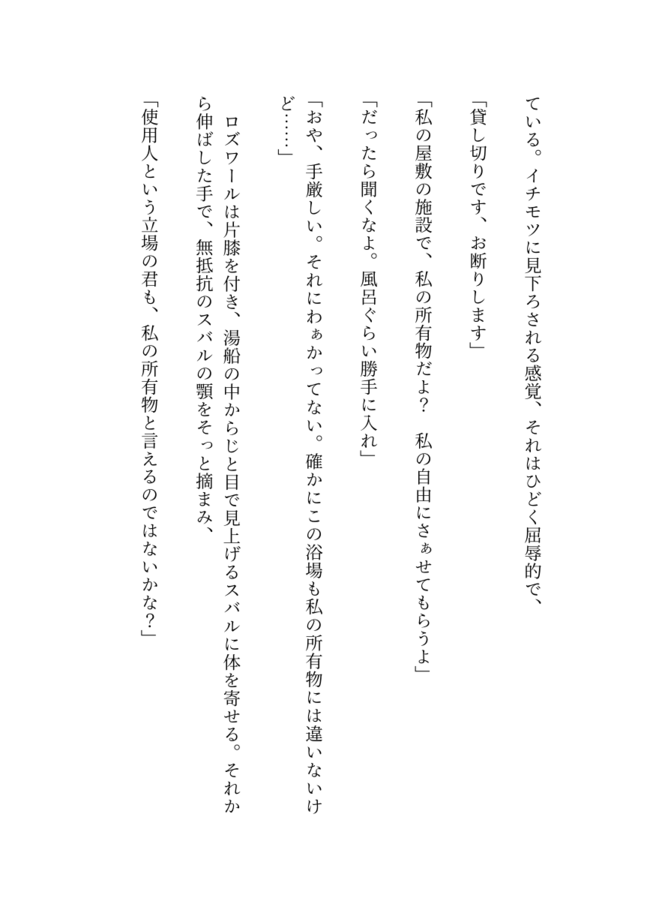 ている。イチモツに見下ろされる感覚、それはひどく屈辱的で、
「貸し切りです、お断りします」
「私の屋敷の施設で、私の所有物だよ？　私の自由にさぁせてもらうよ」
「だったら聞くなよ。風呂ぐらい勝手に入れ」
「おや、手厳しい。それにわぁかってない。確かにこの浴場も私の所有物には違いないけ
ど……」
　ロズワールは片膝を付き、湯船の中からじと目で見上げるスバルに体を寄せる。それか
ら伸ばした手で、無抵抗のスバルの顎をそっと摘まみ、
「使用人という立場の君も、私の所有物と言えるのではないかな？」